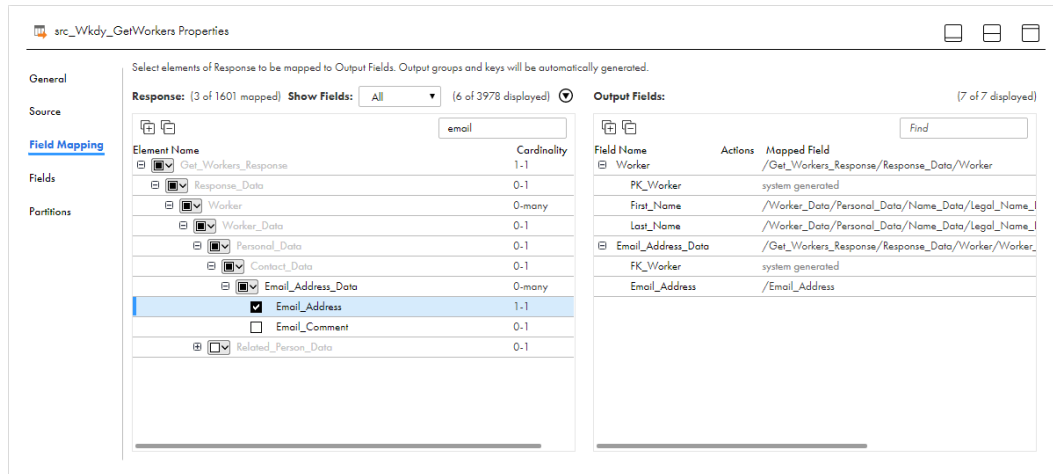 src_Wkdy_GetWorkers Properties
General
Source
Field Mapping
Fields
Partitions
Select elements of Response to be mapped to Output Fields. Output groups and keys will be automatically generated.
Response: (3 of 1601 mapped) Show Fields: All (6 of 3978 displayed)
email
Element Name Cardinality
Get_Workers_Response 1-1
Response_Data 0-1
Worker 0-many
Worker_Data 0-1
Personal_Data 0-1
Contact_Data 0-1
Email_Address_Data 0-many
Email_Address 1-1
Email_Comment 0-1
Related_Person_Data 0-1
Output Fields: (7 of 7 displayed)
Find
Field Name Actions Mapped Field
Worker /Get_Workers_Response/Response_Data/Worker
PK_Worker system generated
First_Name /Worker_Data/Personal_Data/Name_Data/Legal_Name_
Last_Name /Worker_Data/Personal_Data/Name_Data/Legal_Name_
Email_Address_Data /Get_Workers_Response/Response_Data/Worker/Worker_
FK_Worker system generated
Email_Address /Email_Address